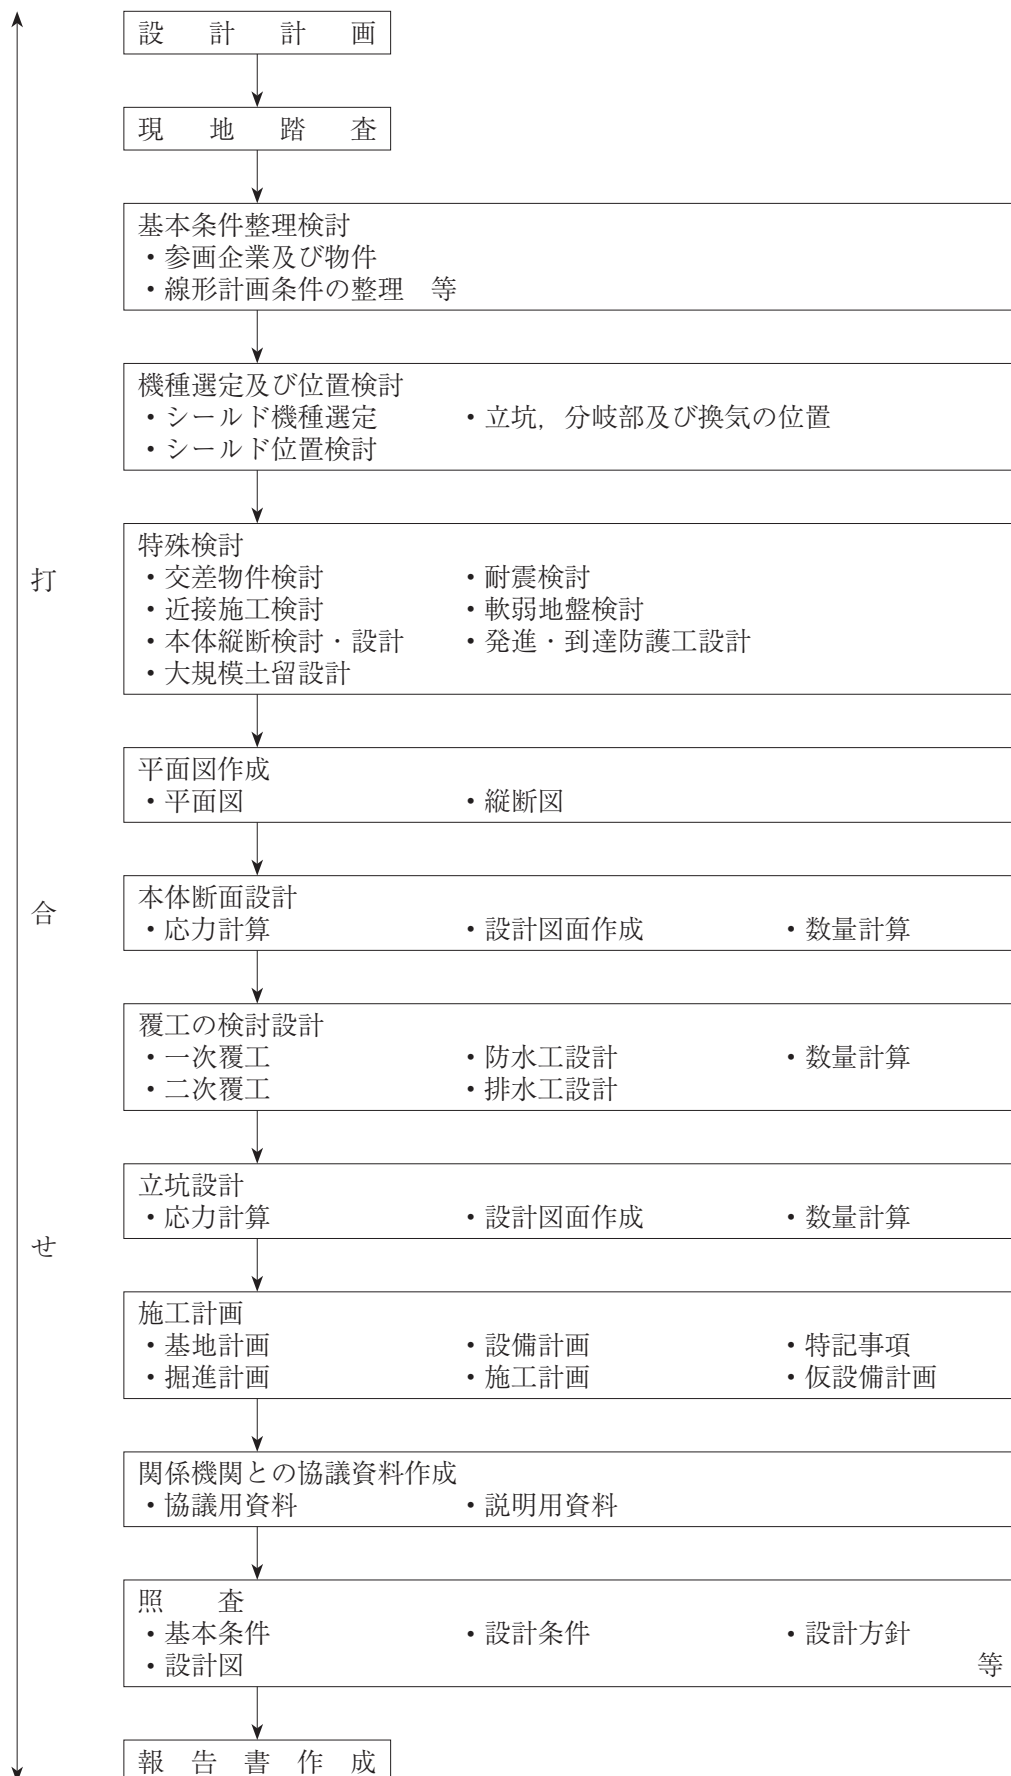 設計計画
現地踏査
基本条件整理検討
・参画企業及び物件
・線形計画条件の整理　等
機種選定及び位置検討
・シールド機種選定　・立坑，分岐部及び換気の位置
・シールド位置検討
特殊検討
・交差物件検討　・耐震検討
・近接施工検討　・軟弱地盤検討
・本体縦断検討・設計　・発進・到達防護工設計
・大規模土留設計
平面図作成
・平面図　・縦断図
本体断面設計
・応力計算　・設計図面作成　・数量計算
覆工の検討設計
・一次覆工　・防水工設計　・数量計算
・二次覆工　・排水工設計
立坑設計
・応力計算　・設計図面作成　・数量計算
施工計画
・基地計画　・設備計画　・特記事項
・掘進計画　・施工計画　・仮設備計画
関係機関との協議資料作成
・協議用資料　・説明用資料
照　査
・基本条件　・設計条件　・設計方針
・設計図　等
報告書作成
打合せ